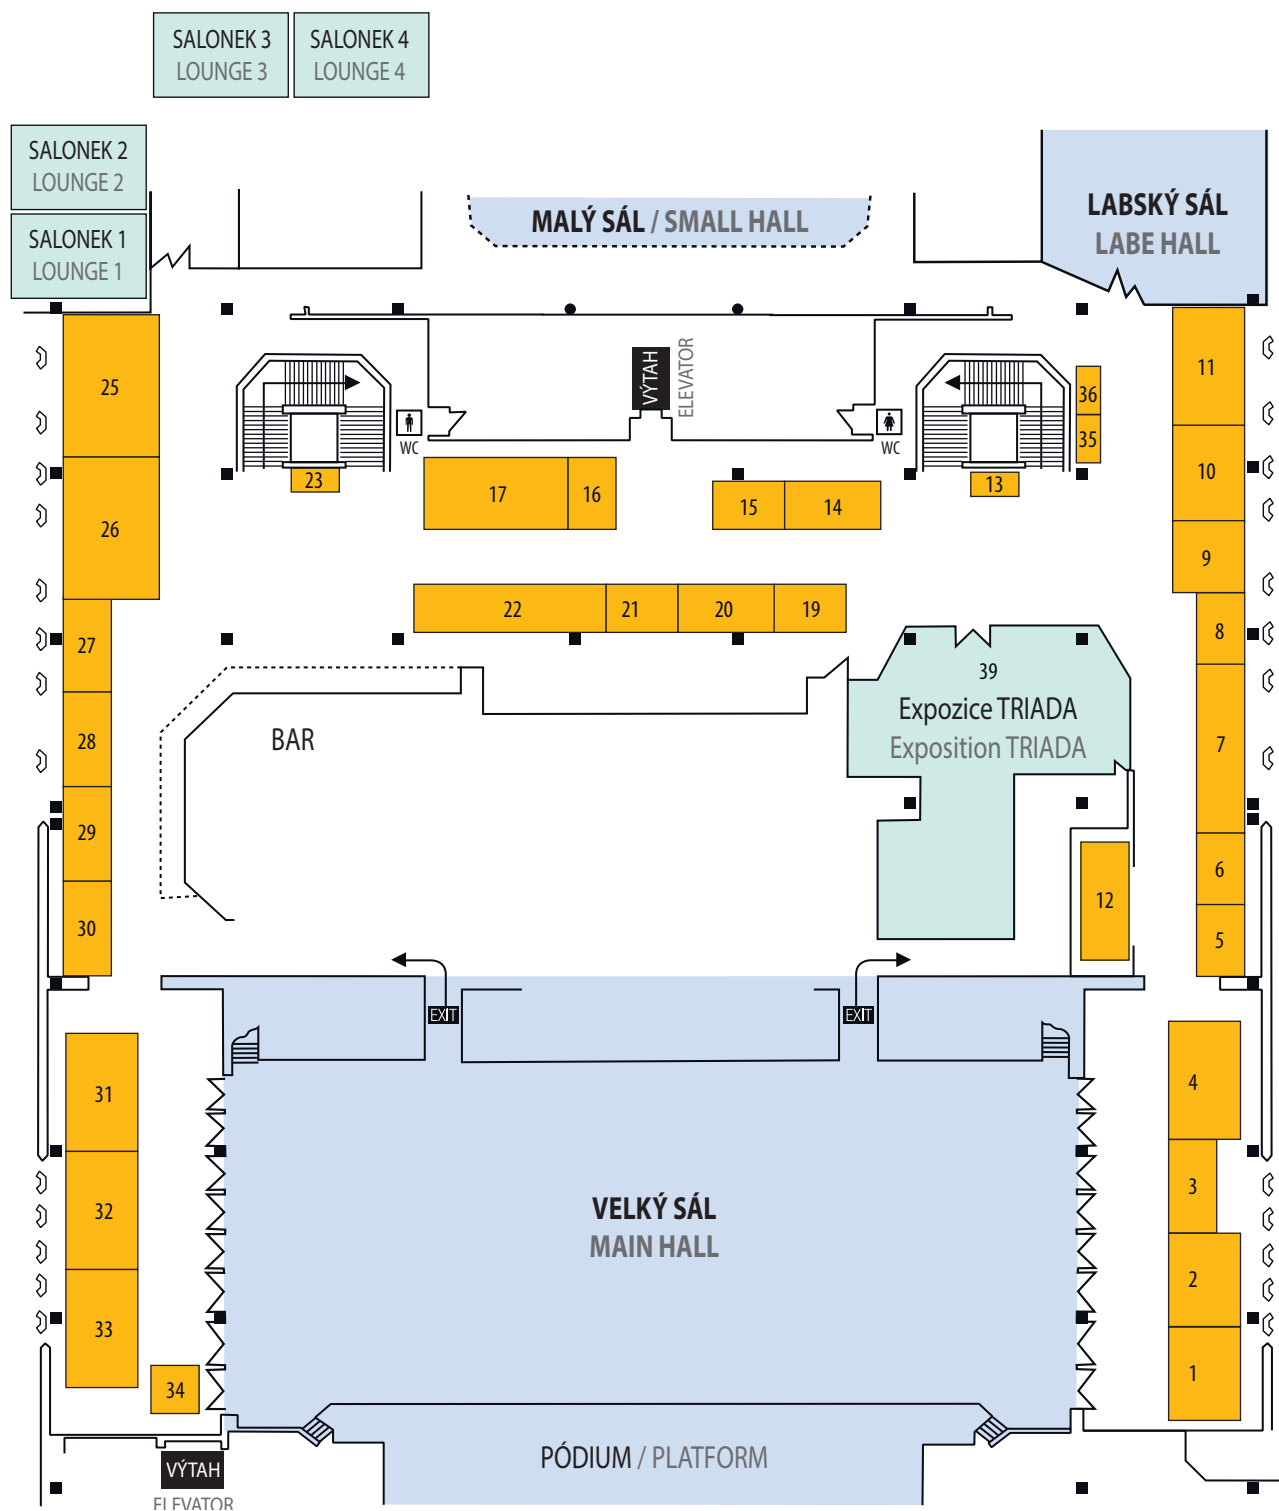 SALONEK 3
LOUNGE 3
SALONEK 4
LOUNGE 4
SALONEK 2
LOUNGE 2
SALONEK 1
LOUNGE 1
MALÝ SÁL / SMALL HALL
LABSKÝ SÁL
LABE HALL
VÝTAH
ELEVATOR
WC
WC
25
26
27
28
29
30
31
32
33
34
23
17
16
15
14
13
36
35
11
10
9
8
7
6
5
4
3
2
1
22
21
20
19
39
Expozice TRIADA
Exposition TRIADA
BAR
12
EXIT
EXIT
VELKÝ SÁL
MAIN HALL
PÓDIUM / PLATFORM
VÝTAH
ELEVATOR